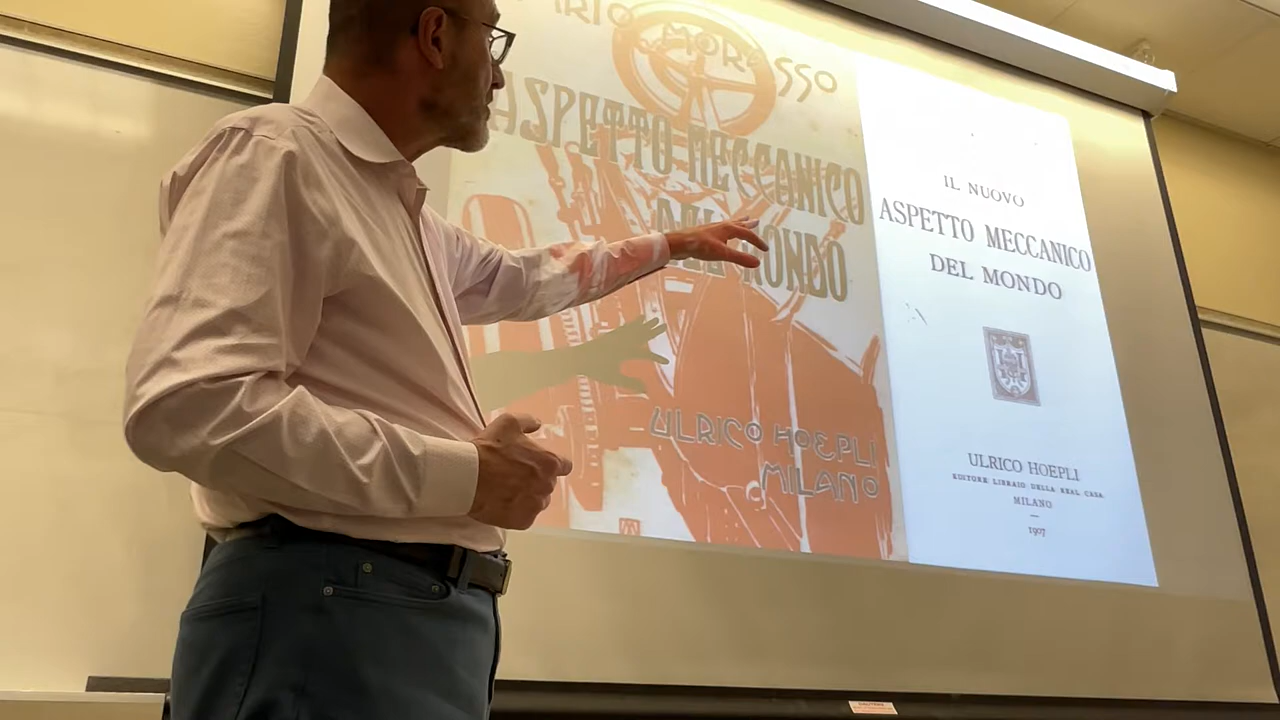 MORASSO
ASPETTO MECCANICO
DEL MONDO
ULRICO HOEPLI
MILANO
IL NUOVO
ASPETTO MECCANICO
DEL MONDO
ULRICO HOEPLI
EDITORE LIBRAIO DELLA REAL CASA
MILANO
1907